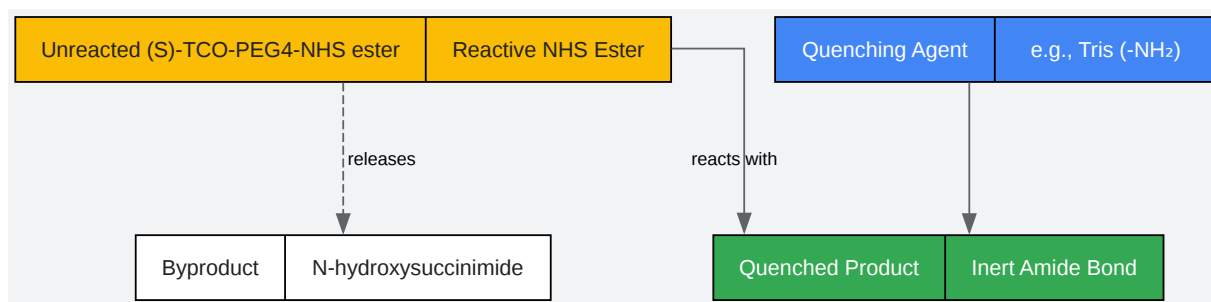 Unreacted (S)-TCO-PEG4-NHS ester
Reactive NHS Ester
Quenching Agent
e.g., Tris (-NH₂)
releases
reacts with
Byproduct
N-hydroxysuccinimide
Quenched Product
Inert Amide Bond